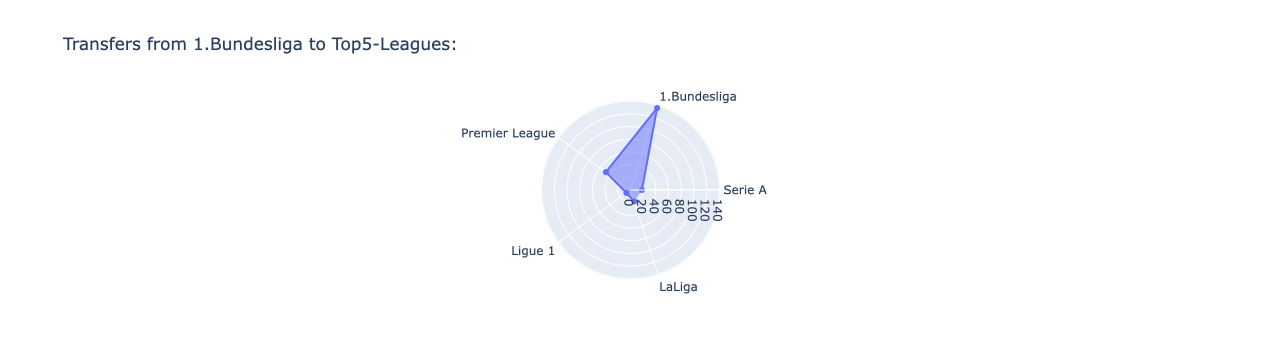 Transfers from 1.Bundesliga to Top5-Leagues:
1.Bundesliga
Premier League
Serie A
0 20 40 60 80 100 120 140
Ligue 1
LaLiga